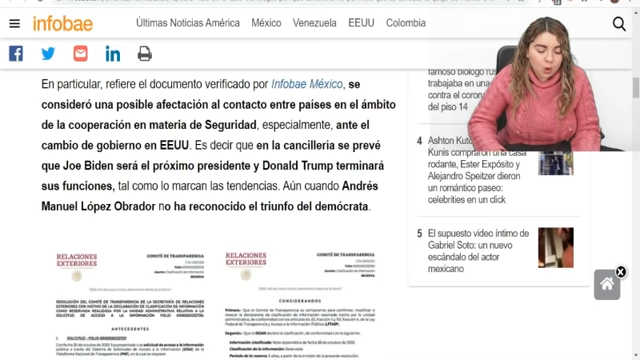 infobae
Últimas Noticias América México Venezuela EEUU Colombia
En particular, refiere el documento verificado por Infobae México, se
consideró una posible afectación al contacto entre países en el ámbito
de la cooperación en materia de Seguridad, especialmente, ante el
cambio de gobierno en EEUU. Es decir que en la cancillería se prevé
que Joe Biden será el próximo presidente y Donald Trump terminará
sus funciones, tal como lo marcan las tendencias. Aún cuando Andrés
Manuel López Obrador no ha reconocido el triunfo del demócrata.
RELACIONES
EXTERIORES
COMITÉ DE TRANSPARENCIA
RELACIONES
EXTERIORES
COMITÉ DE TRANSPARENCIA
ANTECEDENTES
CONSIDERANDOS
famoso biólogo rus
trabajaba en una
contra el coron
del piso 14
4 Ashton Kut
Kunis compraron una casa
rodante, Ester Expósito y
Alejandro Speitzer dieron
un romántico paseo:
celebrities en un click
5 El supuesto video íntimo de
Gabriel Soto: un nuevo
escándalo del actor
mexicano